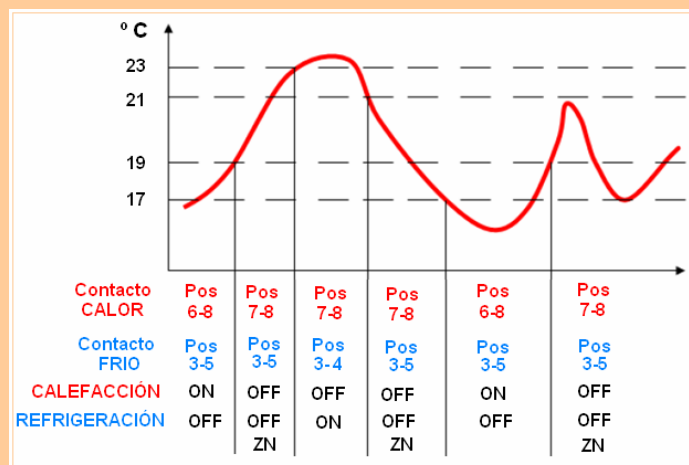 º C
23
21
19
17
Contacto Pos Pos Pos Pos Pos Pos
CALOR 6-8 7-8 7-8 7-8 6-8 7-8
Contacto Pos Pos Pos Pos Pos Pos
FRIO 3-5 3-5 3-4 3-5 3-5 3-5
CALEFACCIÓN ON OFF OFF OFF ON OFF
REFRIGERACIÓN OFF OFF ON OFF OFF OFF
ZN ZN ZN